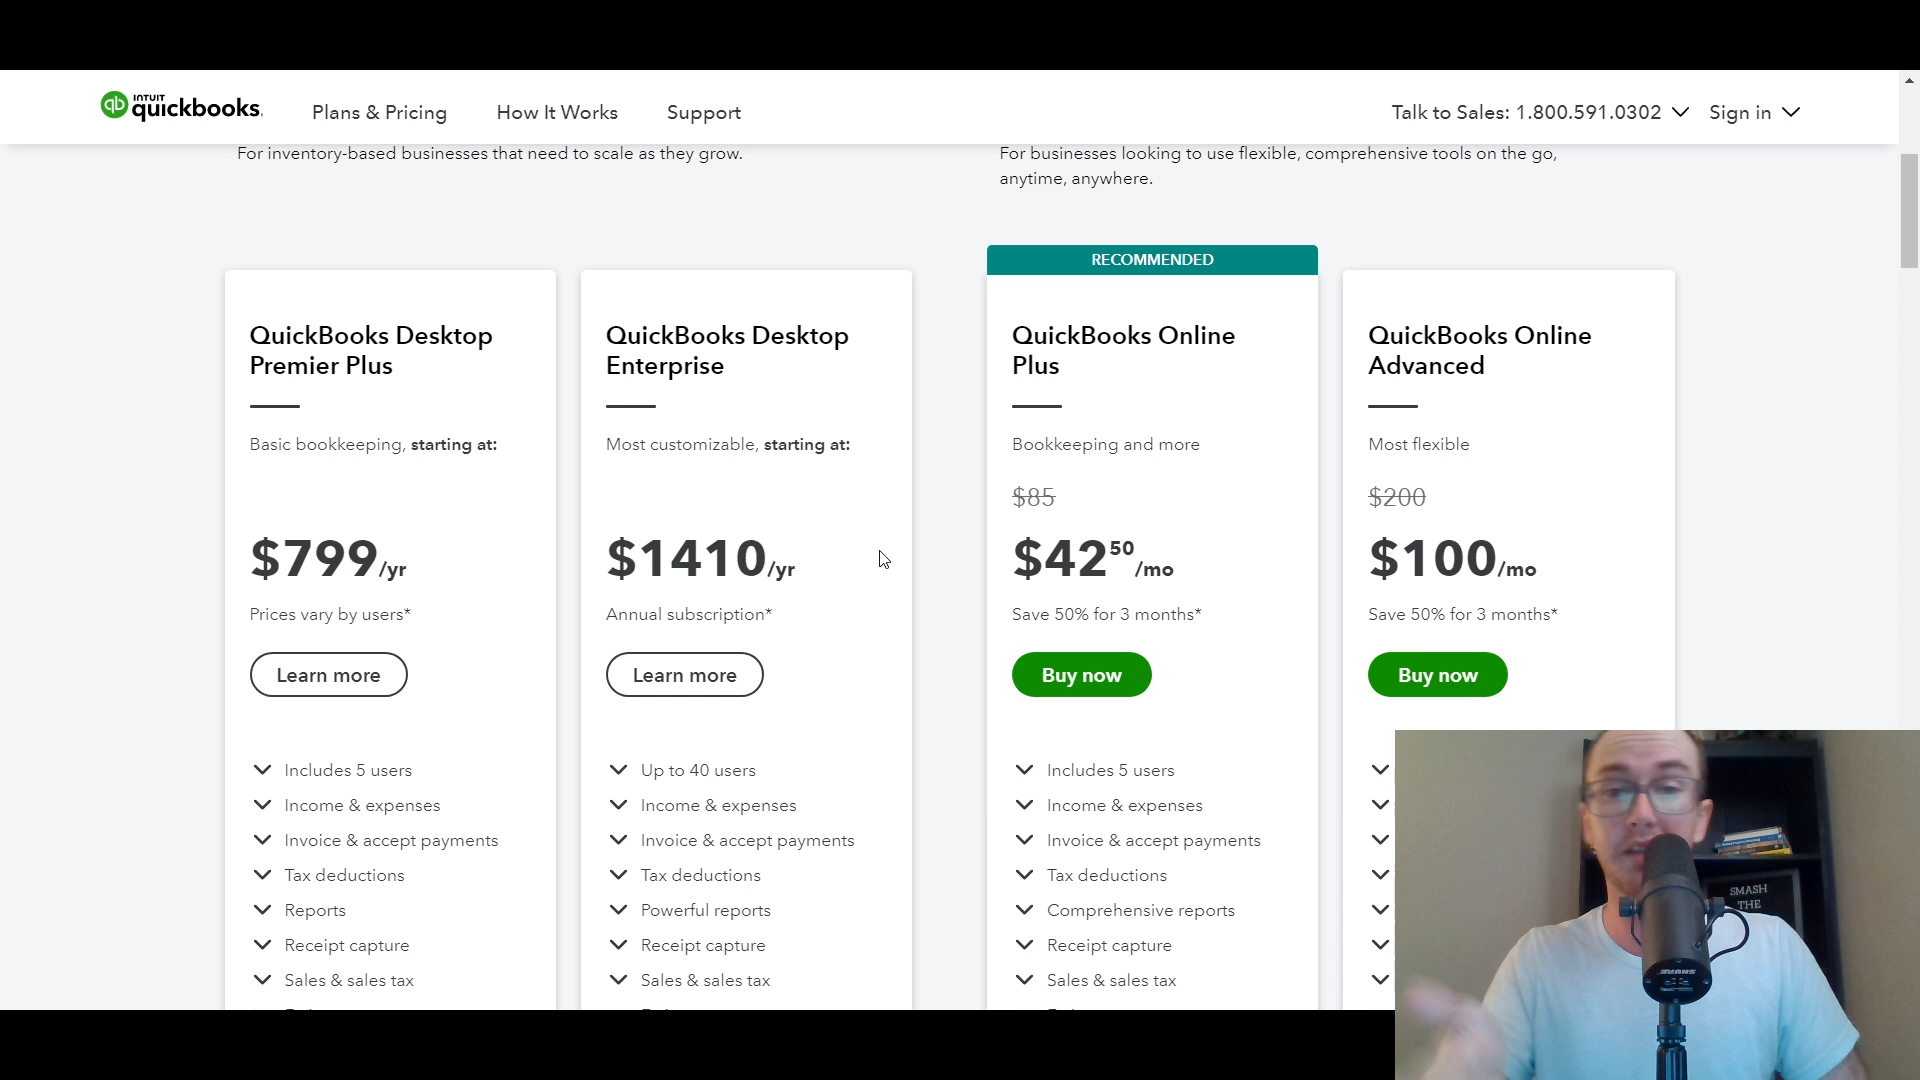 INTUIT
quickbooks.
Plans & Pricing
How It Works
Support
Talk to Sales: 1.800.591.0302
Sign in
For inventory-based businesses that need to scale as they grow.
For businesses looking to use flexible, comprehensive tools on the go,
anytime, anywhere.
QuickBooks Desktop
Premier Plus
Basic bookkeeping, starting at:
$799/yr
Prices vary by users*
Learn more
Includes 5 users
Income & expenses
Invoice & accept payments
Tax deductions
Reports
Receipt capture
Sales & sales tax
QuickBooks Desktop
Enterprise
Most customizable, starting at:
$1410/yr
Annual subscription*
Learn more
Up to 40 users
Income & expenses
Invoice & accept payments
Tax deductions
Powerful reports
Receipt capture
Sales & sales tax
RECOMMENDED
QuickBooks Online
Plus
Bookkeeping and more
$85
$42 50/mo
Save 50% for 3 months*
Buy now
Includes 5 users
Income & expenses
Invoice & accept payments
Tax deductions
Comprehensive reports
Receipt capture
Sales & sales tax
QuickBooks Online
Advanced
Most flexible
$200
$100/mo
Save 50% for 3 months*
Buy now
SMASH
THE
SHURE